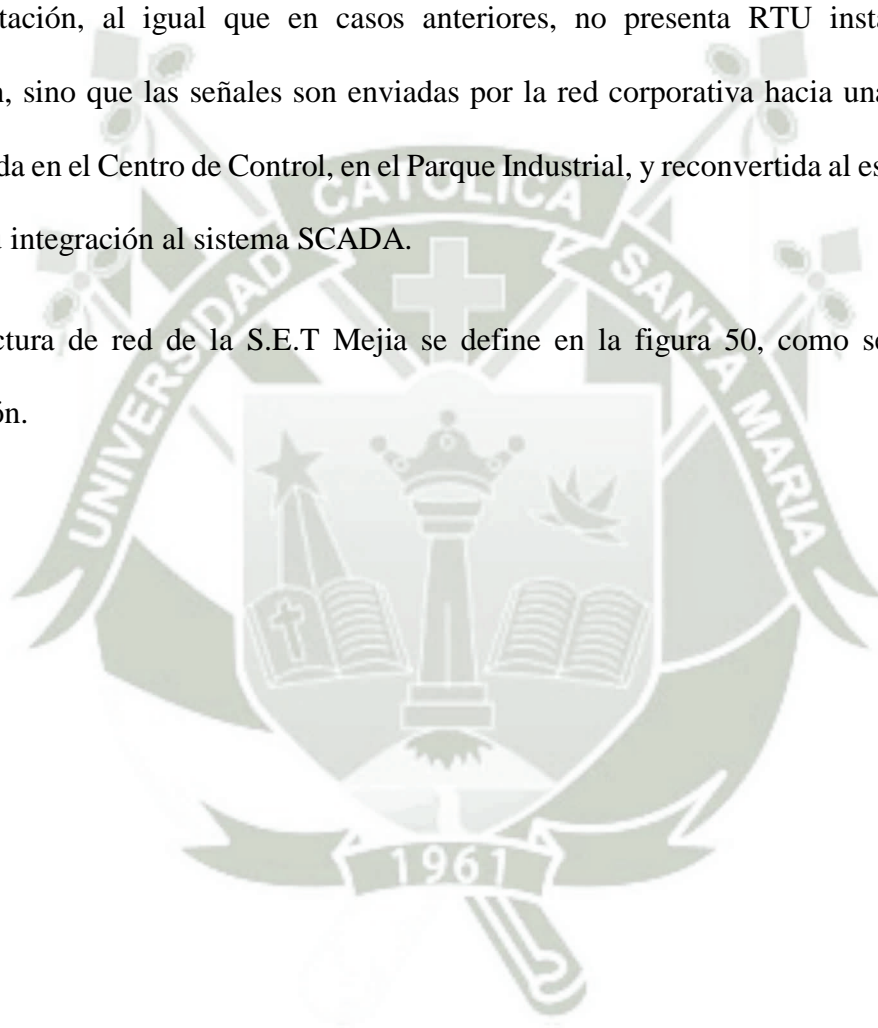 tación, al igual que en casos anteriores, no presenta RTU insta
n, sino que las señales son enviadas por la red corporativa hacia una
da en el Centro de Control, en el Parque Industrial, y reconvertida al es
integración al sistema SCADA.
ctura de red de la S.E.T Mejia se define en la figura 50, como se
ón.
UNIVERSIDAD CATOLICA SANTA MARIA
1961